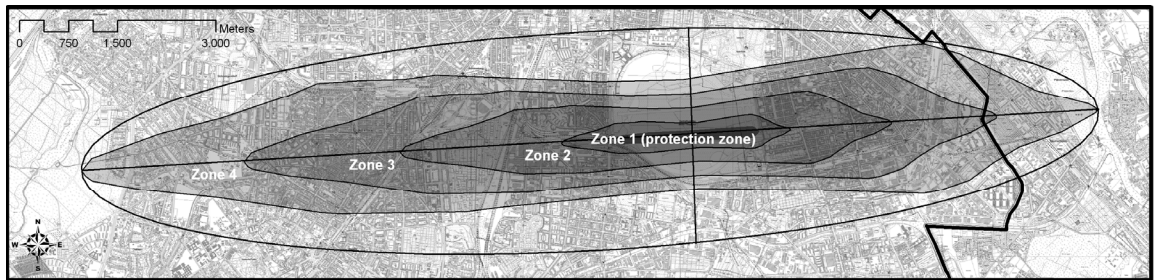 Meters
0 750 1.500 3.000
Zone 1 (protection zone)
Zone 2
Zone 3
Zone 4
N
W E
S